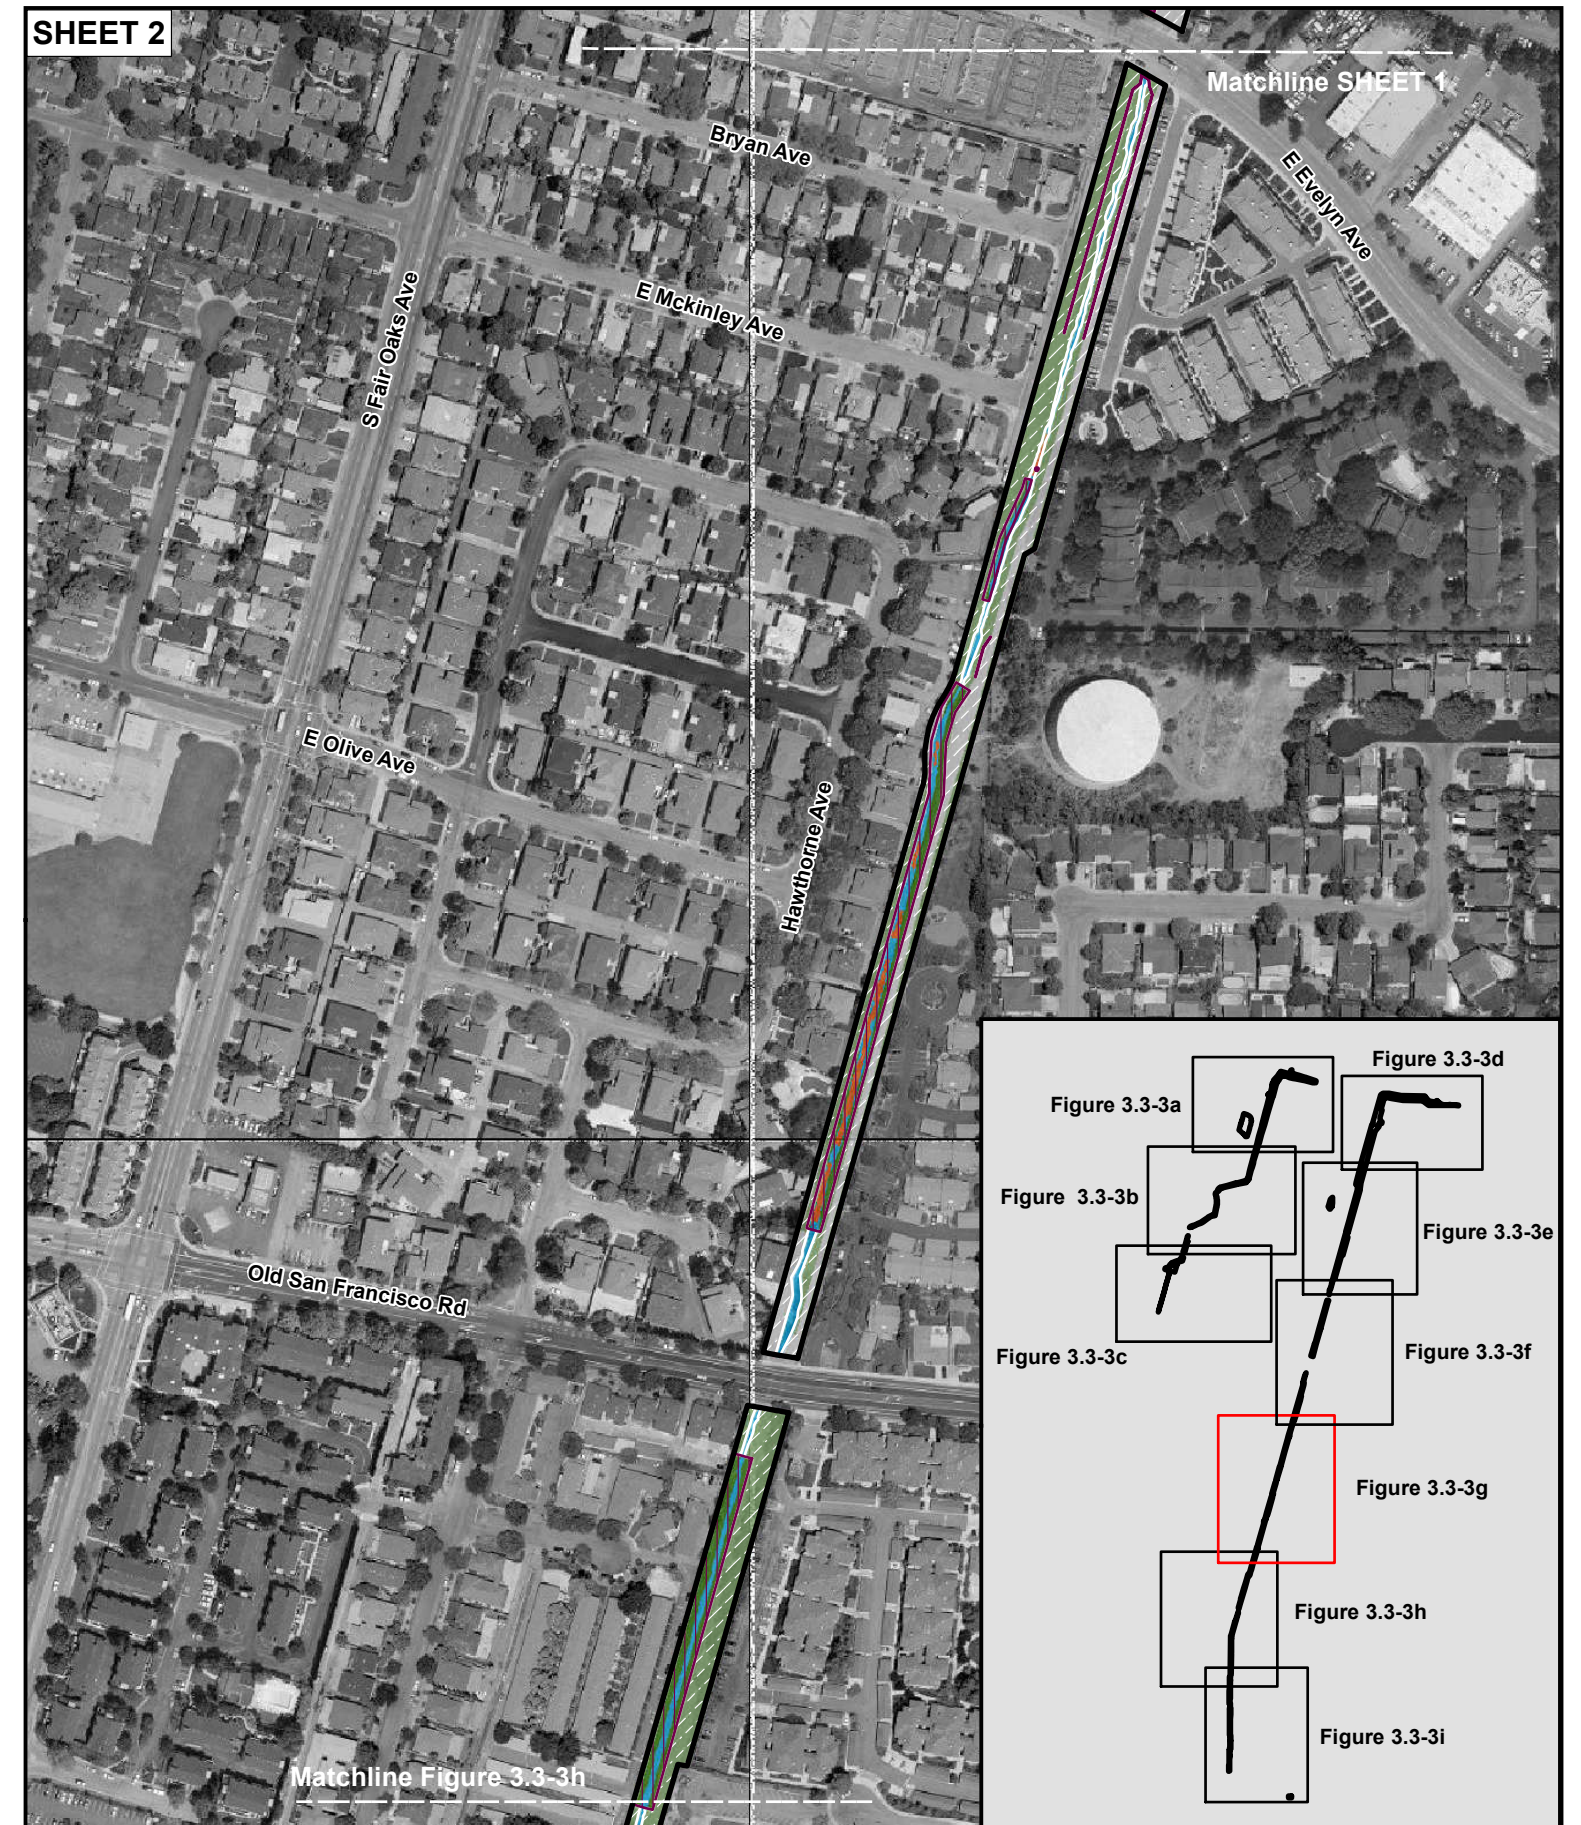 SHEET 2
Matchline SHEET 1
Bryan Ave
E Evelyn Ave
E Mckinley Ave
S Fair Oaks Ave
E Olive Ave
Hawthorne Ave
Old San Francisco Rd
Matchline Figure 3.3-3h
Figure 3.3-3d
Figure 3.3-3a
Figure 3.3-3b
Figure 3.3-3e
Figure 3.3-3c
Figure 3.3-3f
Figure 3.3-3g
Figure 3.3-3h
Figure 3.3-3i